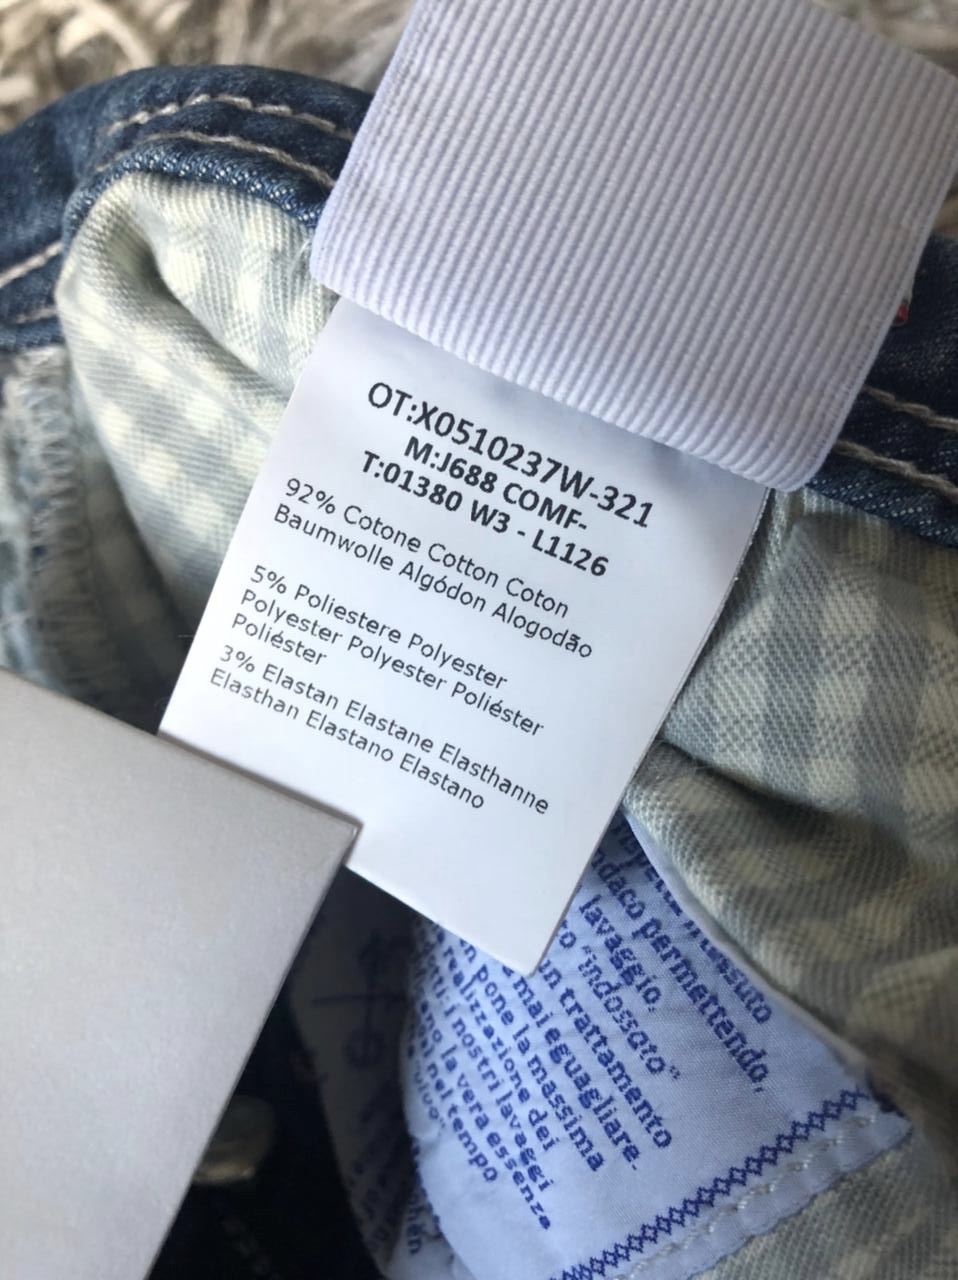 OT:X0510237W-321
M:J688 COMF-
T:01380 W3 - L1126
92% Cotone Cotton Coton
Baumwolle Algódon Alogodão
5% Poliestere Polyester
Polyester Polyester Poliéster
Poliéster
3% Elastan Elastane Elasthanne
Elasthan Elastano Elastano
permettendo,
lavaggio.
"indossato"
trattamento
mai eguagliare.
pone la massima
realizzazione dei
nostri lavaggi
la vera essenza
nel tempo